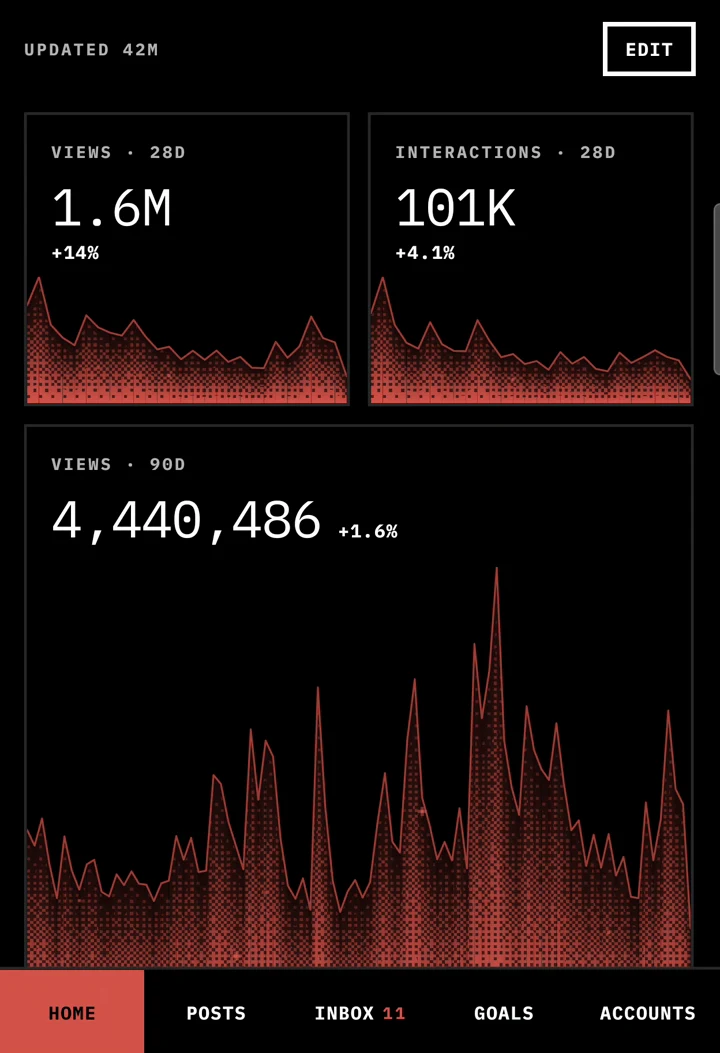 UPDATED 42M
EDIT
VIEWS · 28D
1.6M
+14%
INTERACTIONS · 28D
101K
+4.1%
VIEWS · 90D
4,440,486 +1.6%
HOME
POSTS
INBOX 11
GOALS
ACCOUNTS